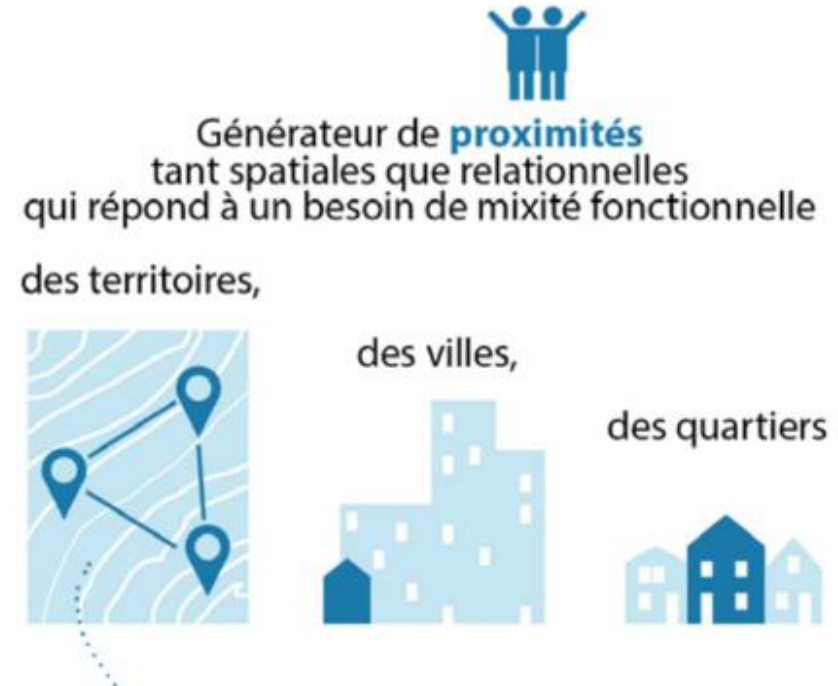 Générateur de proximités
tant spatiales que relationnelles
qui répond à un besoin de mixité fonctionnelle
des territoires,
des villes,
des quartiers